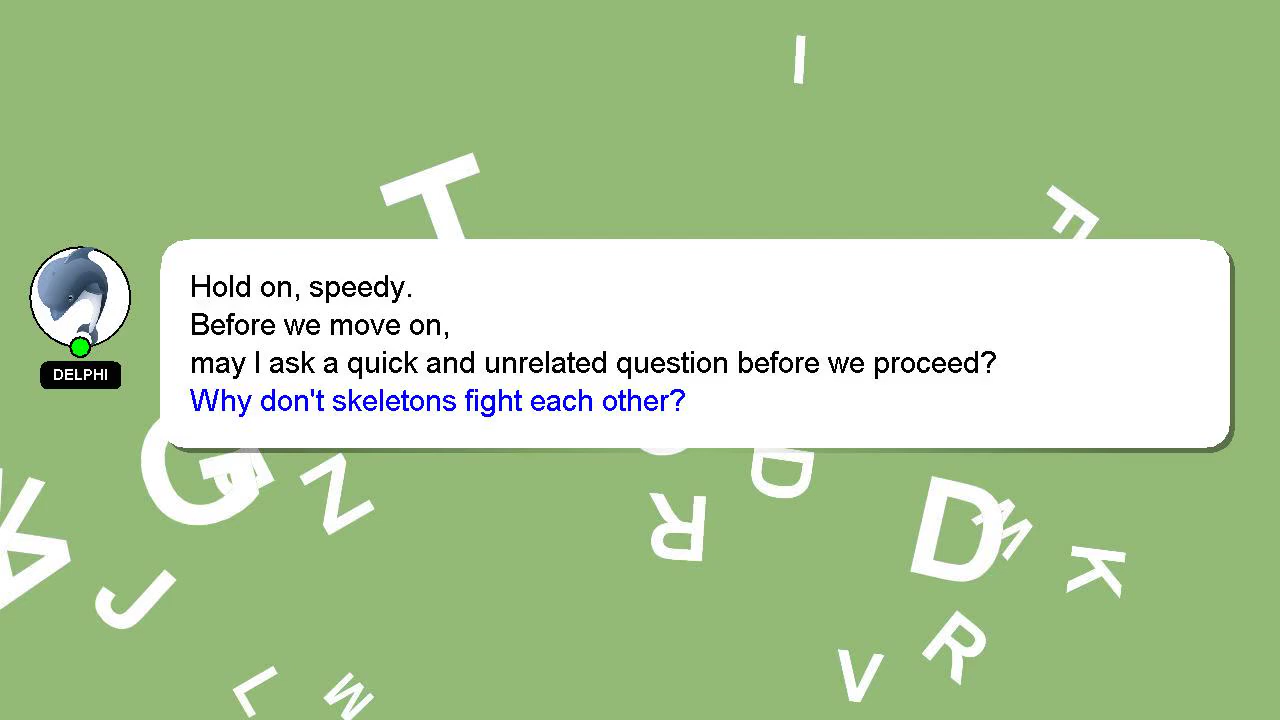 I
T
F
Hold on, speedy.
Before we move on,
may I ask a quick and unrelated question before we proceed?
Why don't skeletons fight each other?
DELPHI
G
N
D
R
D
M
K
A
J
R
V
L
W